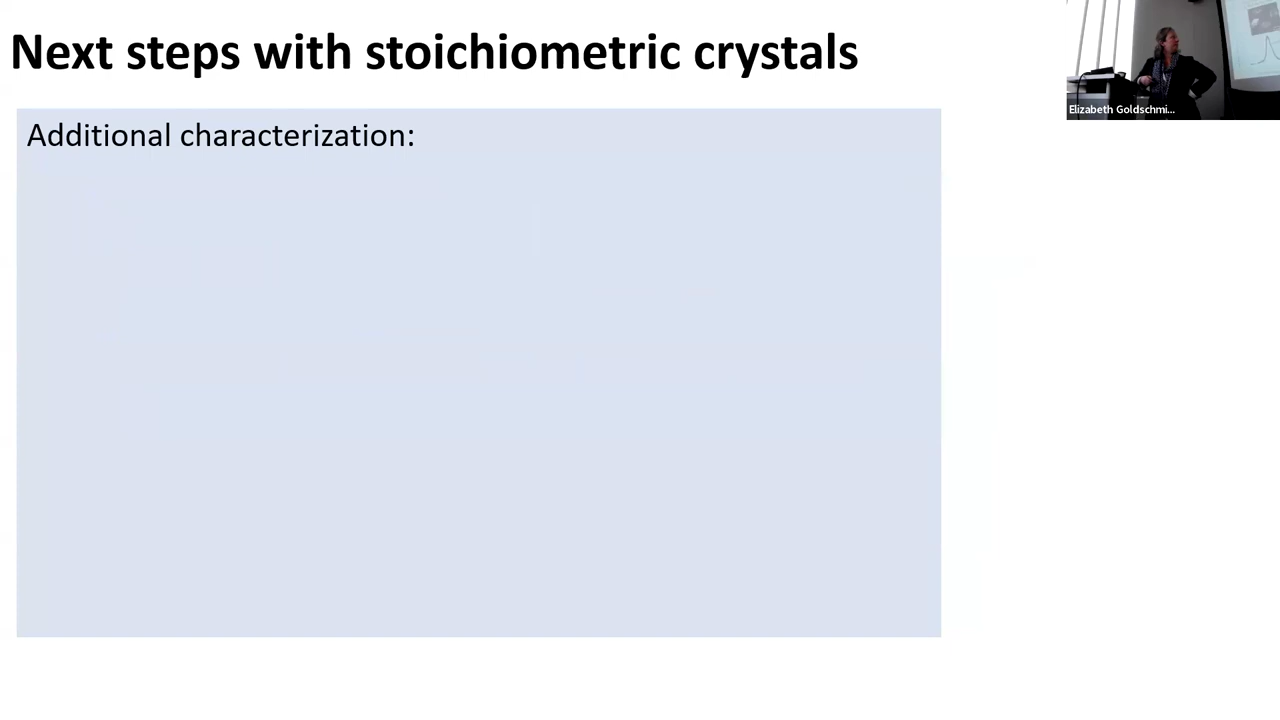 Next steps with stoichiometric crystals
Elizabeth Goldschmi...
Additional characterization: